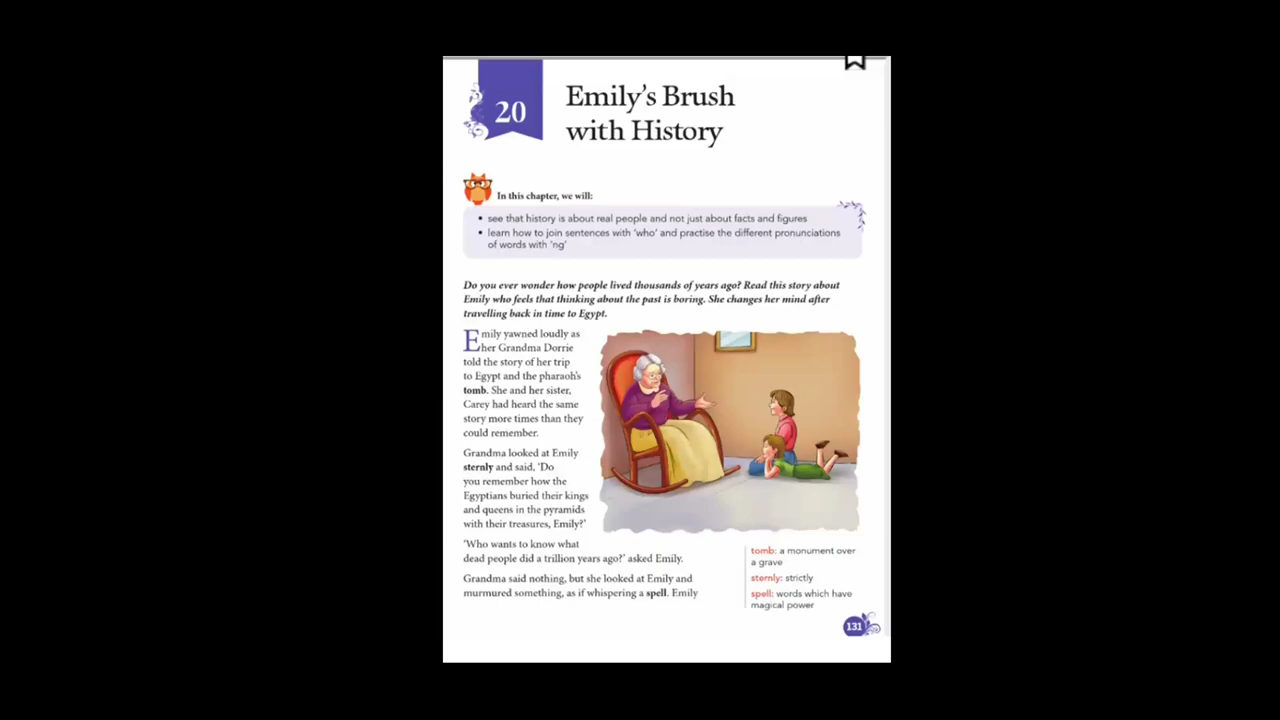 20
Emily's Brush
with History
In this chapter, we will:
• see that history is about real people and not just about facts and figures
• learn how to join sentences with 'who' and practise the different pronunciations
of words with 'ng'
Do you ever wonder how people lived thousands of years ago? Read this story about
Emily who feels that thinking about the past is boring. She changes her mind after
travelling back in time to Egypt.
Emily yawned loudly as
her Grandma Dorrie
told the story of her trip
to Egypt and the pharaoh's
tomb. She and her sister,
Carey had heard the same
story more times than they
could remember.
Grandma looked at Emily
sternly and said, 'Do
you remember how the
Egyptians buried their kings
and queens in the pyramids
with their treasures, Emily?'
'Who wants to know what
dead people did a trillion years ago?' asked Emily.
Grandma said nothing, but she looked at Emily and
murmured something, as if whispering a spell. Emily
tomb: a monument over
a grave
sternly: strictly
spell: words which have
magical power
131